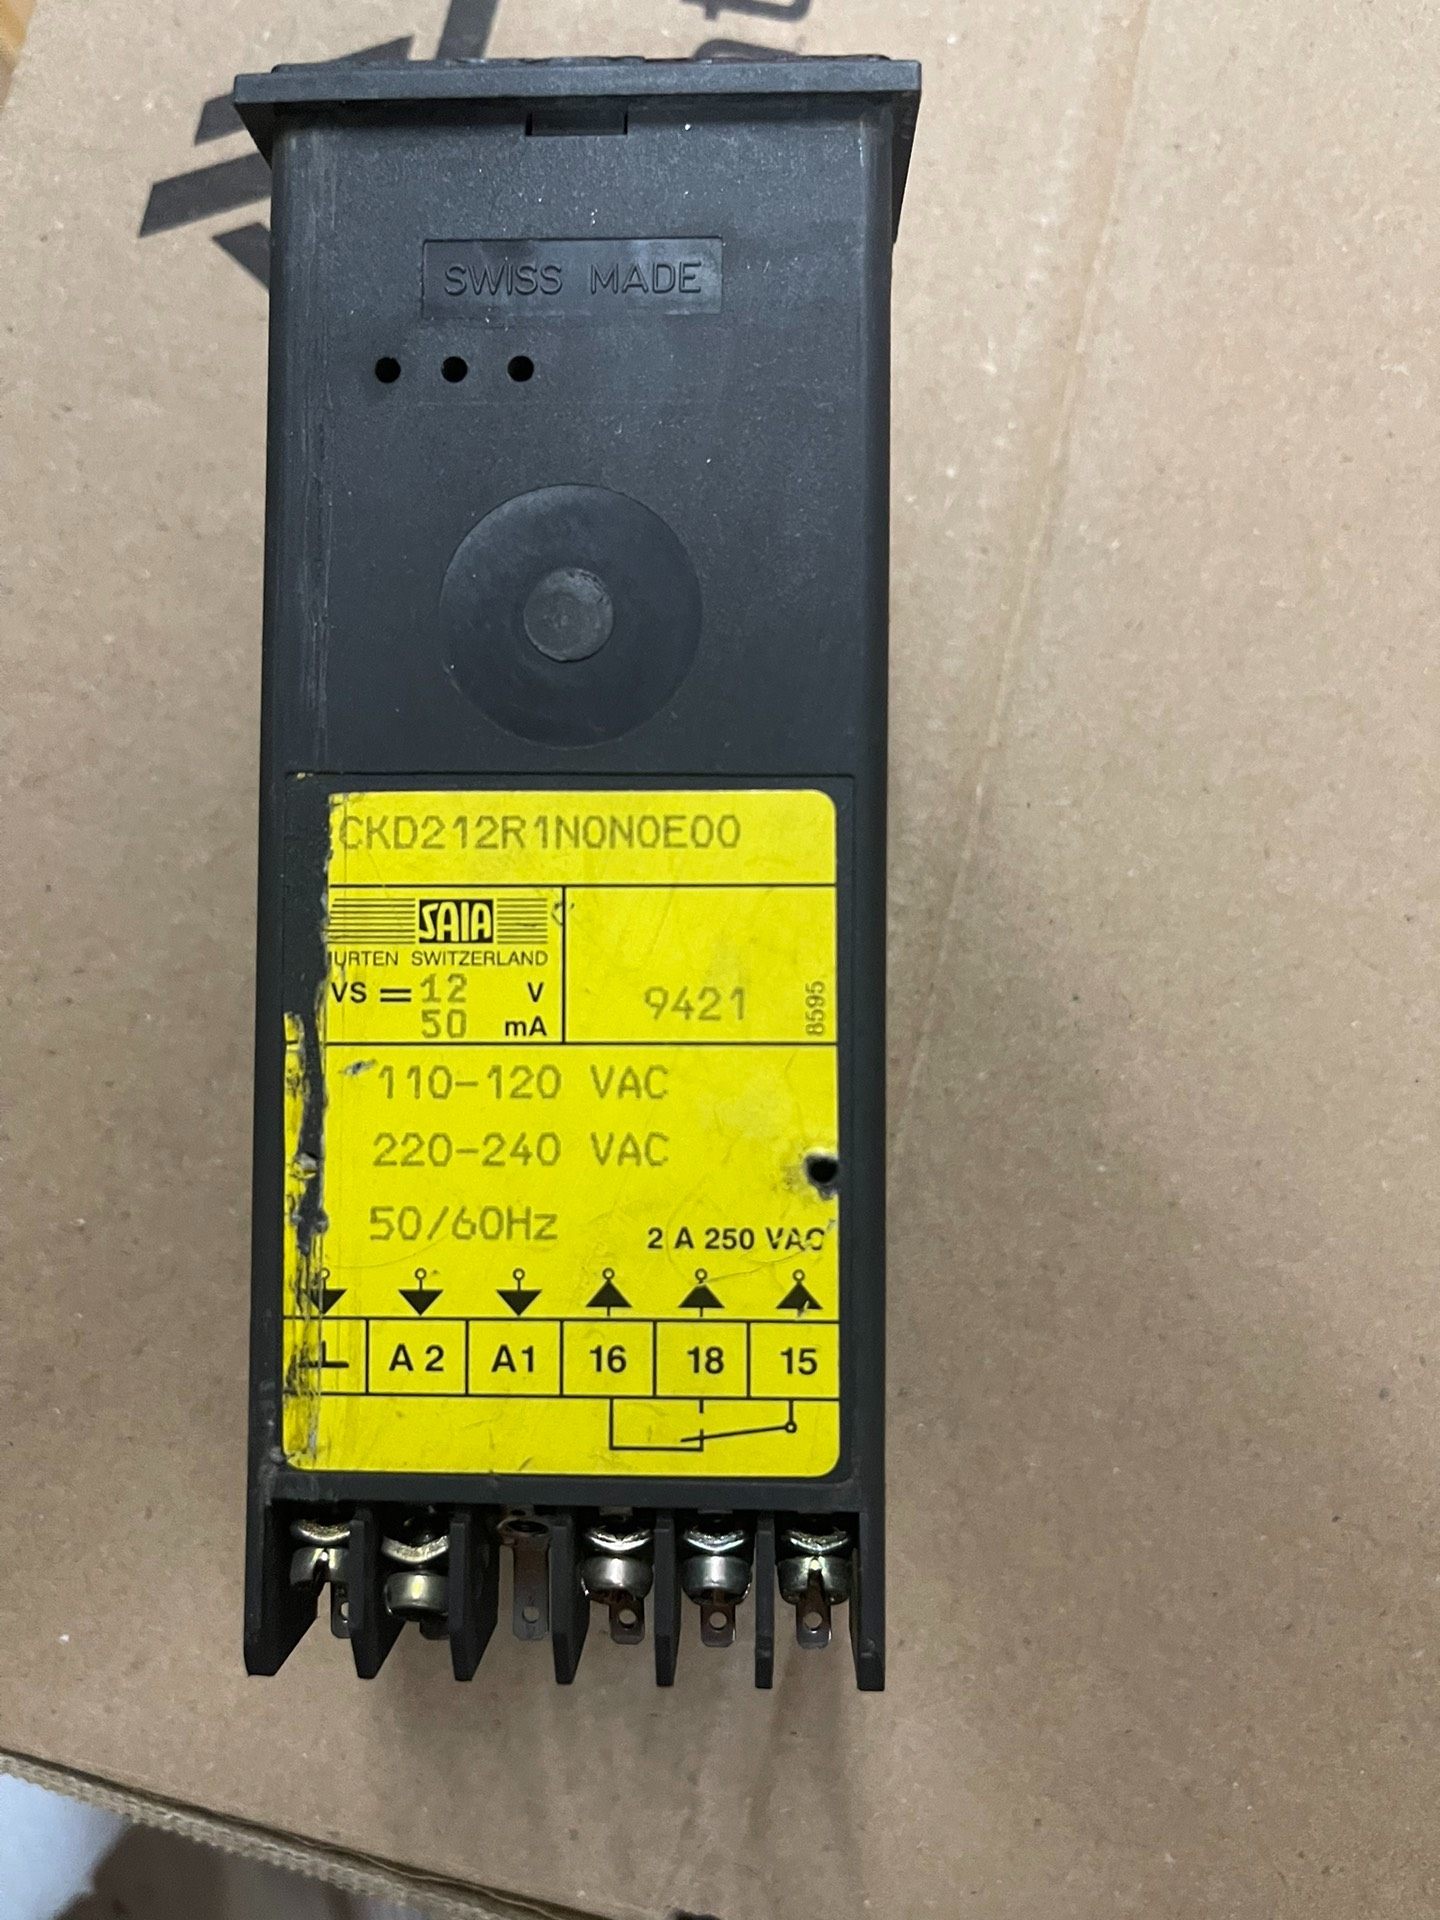 SWISS MADE
CKD212R1N0N0E00
SAIA
URTEN SWITZERLAND
VS = 12 V
50 mA
9421
8595
110-120 VAC
220-240 VAC
50/60Hz
2 A 250 VAC
A2 A1 16 18 15